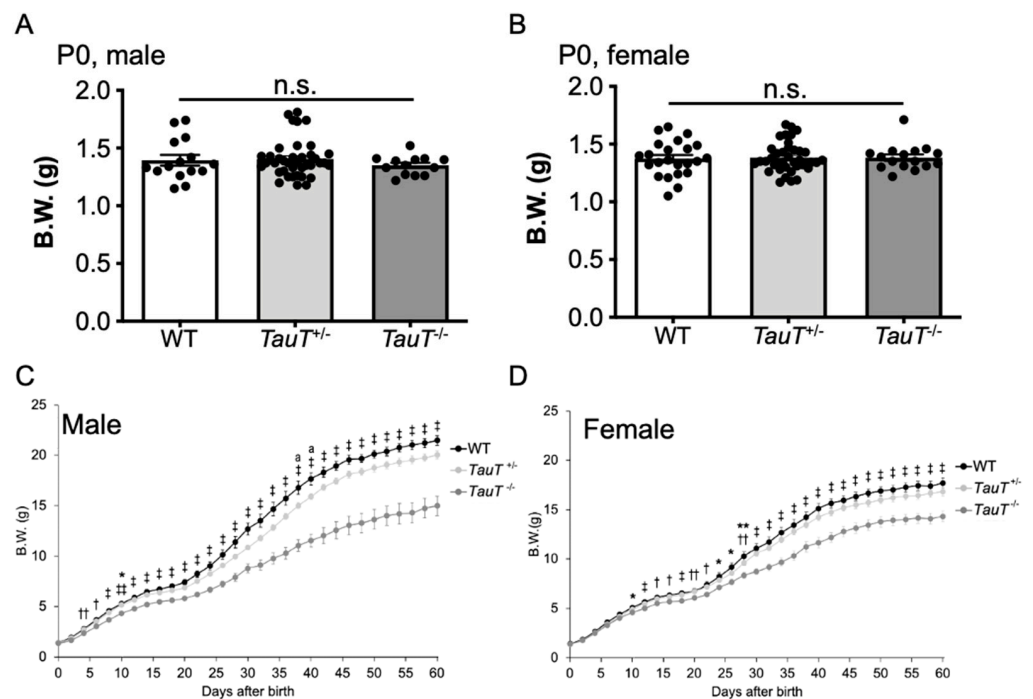 A
P0, male
n.s.
B.W. (g)
2.0
1.5
1.0
0.5
0.0
WT
TauT+/-
TauT-/-
B
P0, female
n.s.
B.W. (g)
2.0
1.5
1.0
0.5
0.0
WT
TauT+/-
TauT-/-
C
Male
B.W. (g)
25
20
15
10
5
0
†† † ‡ * ‡‡ ‡ ‡ ‡ ‡ ‡ ‡ ‡ ‡ ‡ ‡ ‡ ‡ a ‡ a ‡ ‡ ‡ ‡ ‡ ‡ ‡ ‡ ‡ ‡ ‡
WT
TauT +/-
TauT -/-
0 5 10 15 20 25 30 35 40 45 50 55 60
Days after birth
D
Female
B.W. (g)
25
20
15
10
5
0
* ‡ † † ‡ †† † * * ** †† ‡ ‡ ‡ ‡ ‡ ‡ ‡ ‡ ‡ ‡ ‡ ‡ ‡ ‡ ‡ ‡
WT
TauT+/-
TauT-/-
0 5 10 15 20 25 30 35 40 45 50 55 60
Days after birth